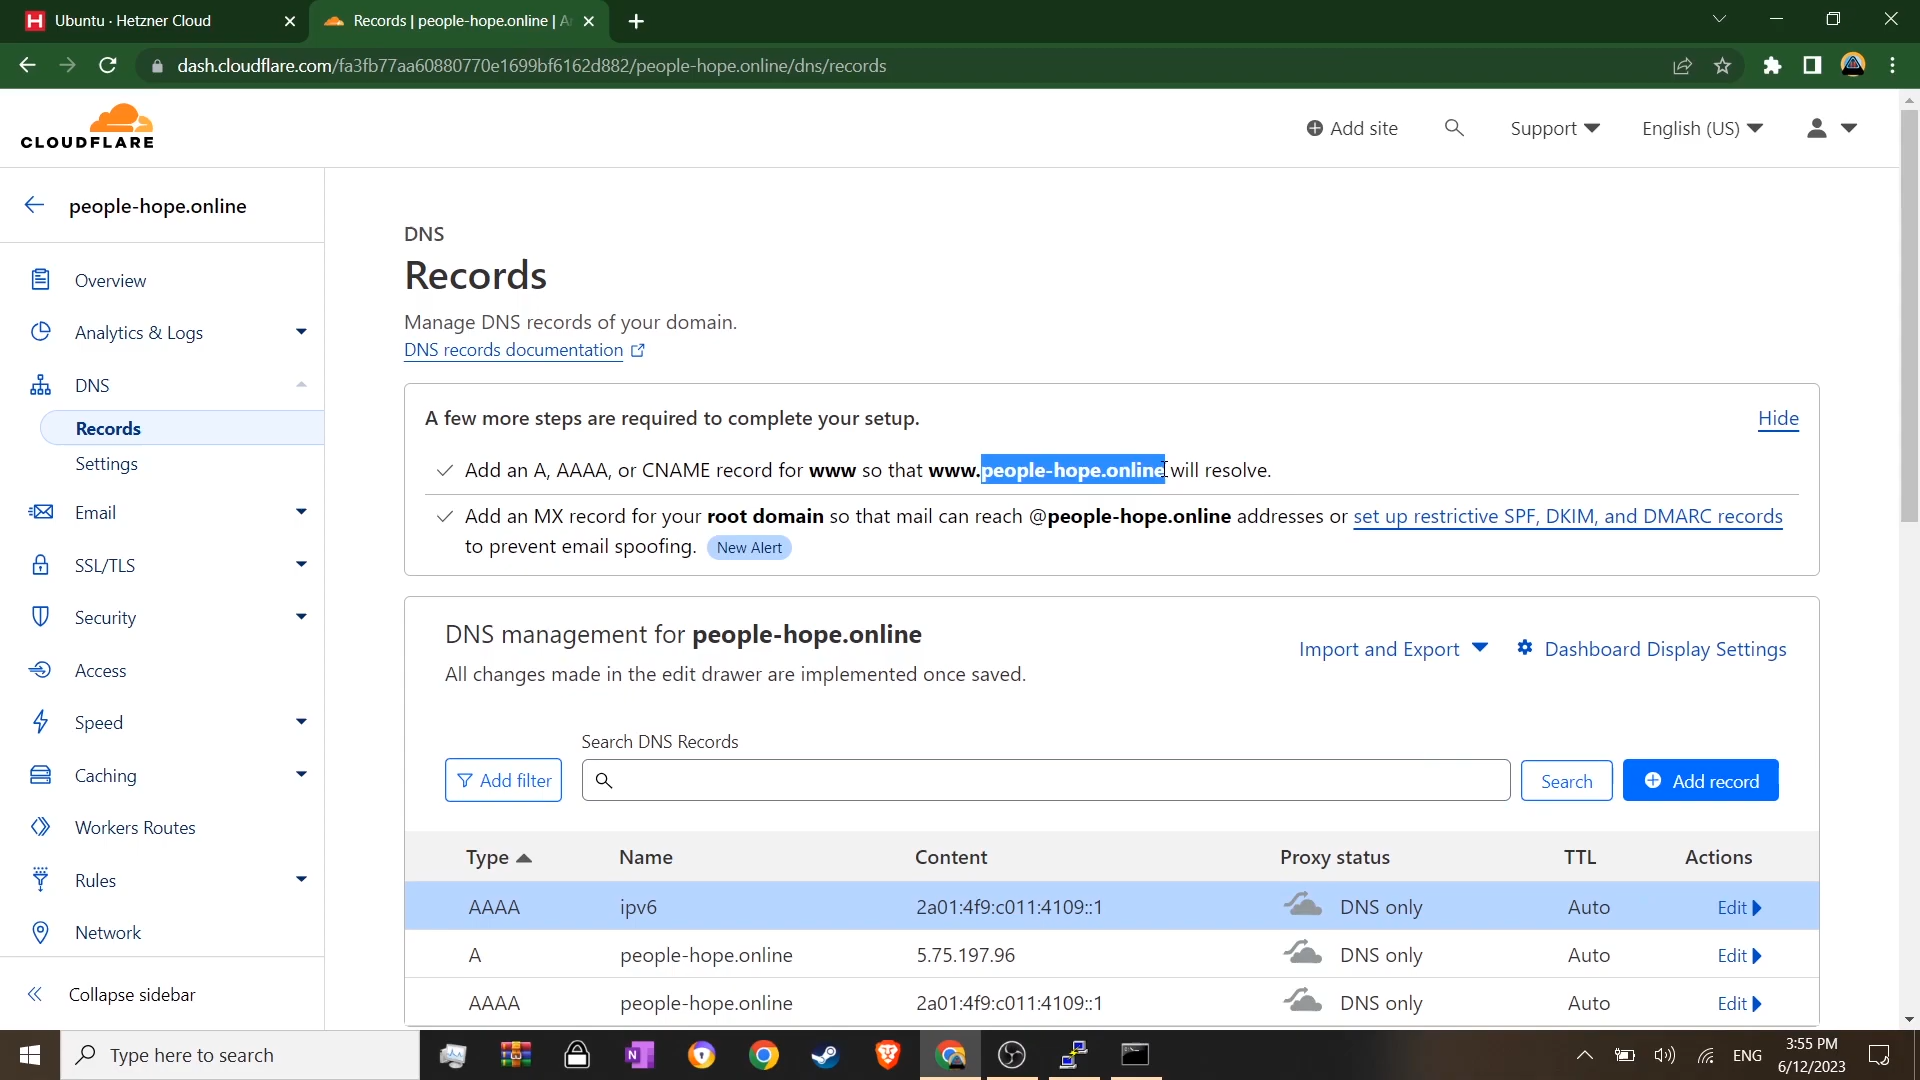 Ubuntu · Hetzner Cloud
Records | people-hope.online |
dash.cloudflare.com/fa3fb77aa60880770e1699bf6162d882/people-hope.online/dns/records
CLOUDFLARE
Add site
Support
English (US)
people-hope.online
Overview
Analytics & Logs
DNS
Records
Settings
Email
SSL/TLS
Security
Access
Speed
Caching
Workers Routes
Rules
Network
Collapse sidebar
DNS
Records
Manage DNS records of your domain.
DNS records documentation
A few more steps are required to complete your setup.
Hide
Add an A, AAAA, or CNAME record for www so that www.people-hope.online will resolve.
Add an MX record for your root domain so that mail can reach @people-hope.online addresses or set up restrictive SPF, DKIM, and DMARC records
to prevent email spoofing. New Alert
DNS management for people-hope.online
All changes made in the edit drawer are implemented once saved.
Import and Export
Dashboard Display Settings
Search DNS Records
Add filter
Search
Add record
Type Name Content Proxy status TTL Actions
AAAA ipv6 2a01:4f9:c011:4109::1 DNS only Auto Edit
A people-hope.online 5.75.197.96 DNS only Auto Edit
AAAA people-hope.online 2a01:4f9:c011:4109::1 DNS only Auto Edit
Type here to search
ENG
3:55 PM
6/12/2023